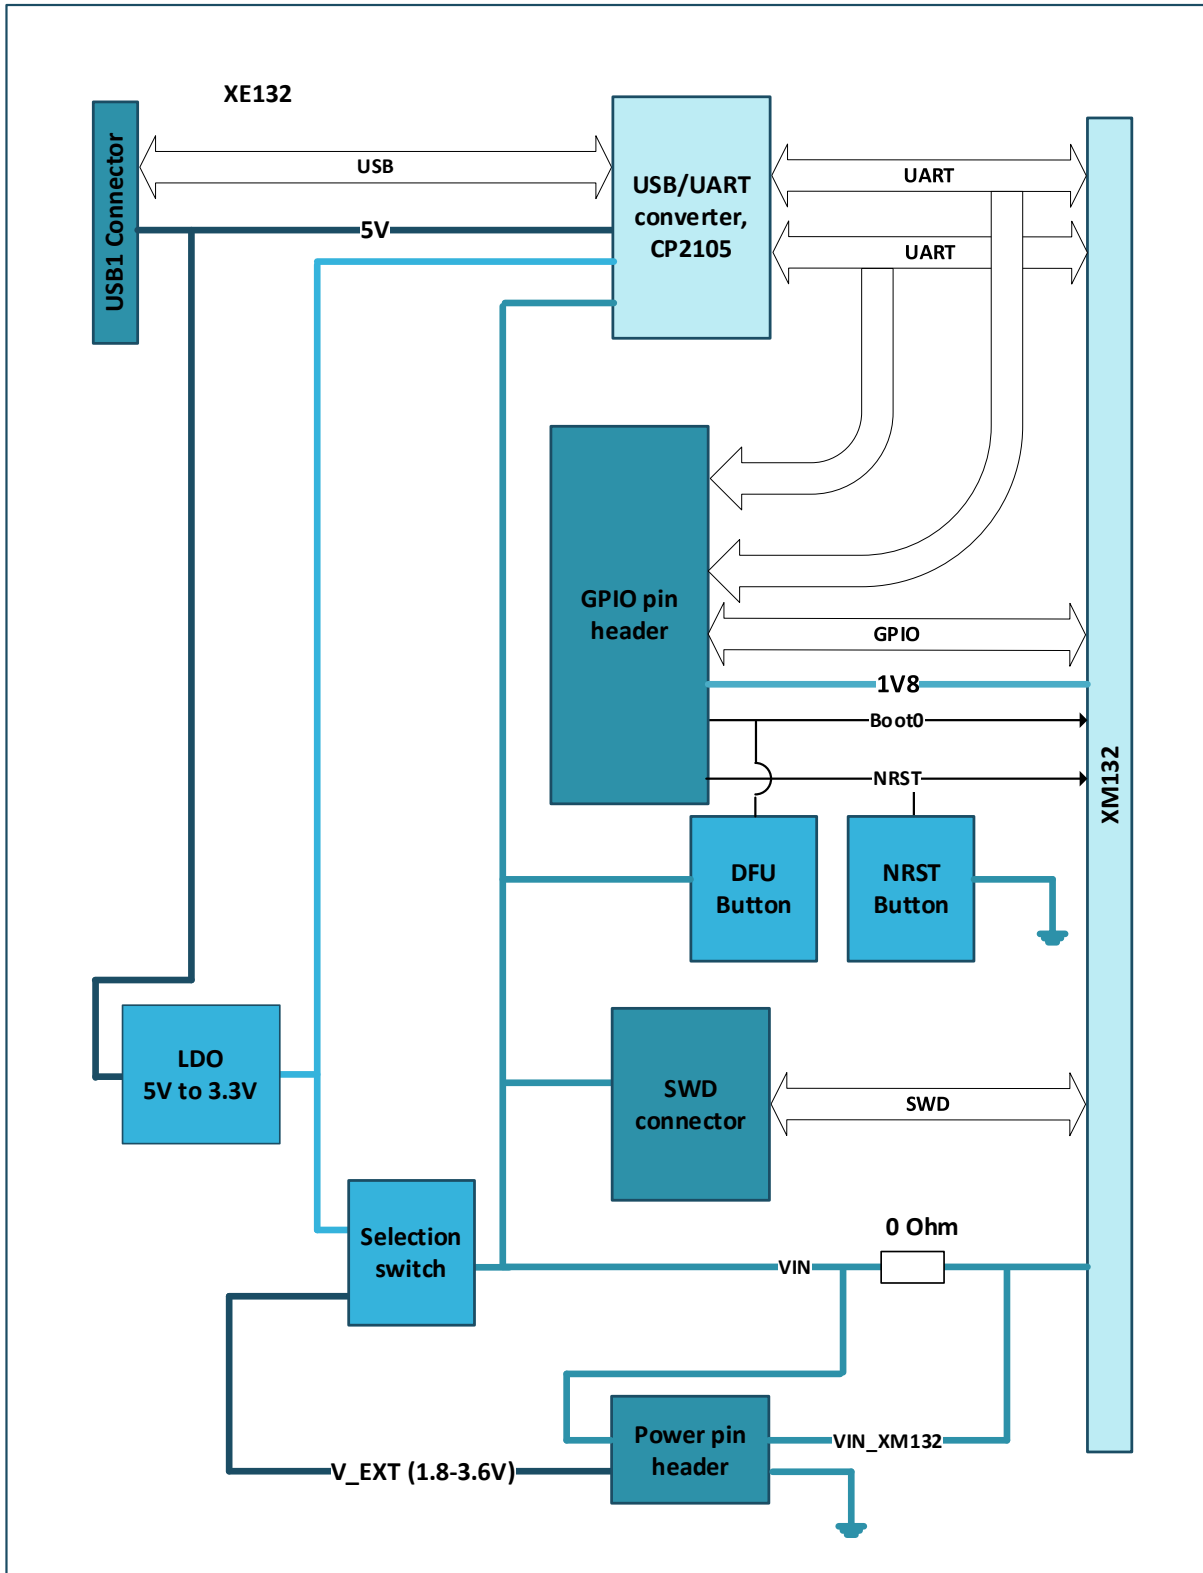 XE132
USB1 Connector
USB
5V
USB/UART
converter,
CP2105
UART
UART
GPIO pin
header
GPIO
1V8
Boot0
NRST
XM132
DFU
Button
NRST
Button
LDO
5V to 3.3V
SWD
connector
SWD
Selection
switch
0 Ohm
VIN
Power pin
header
VIN_XM132
V_EXT (1.8-3.6V)